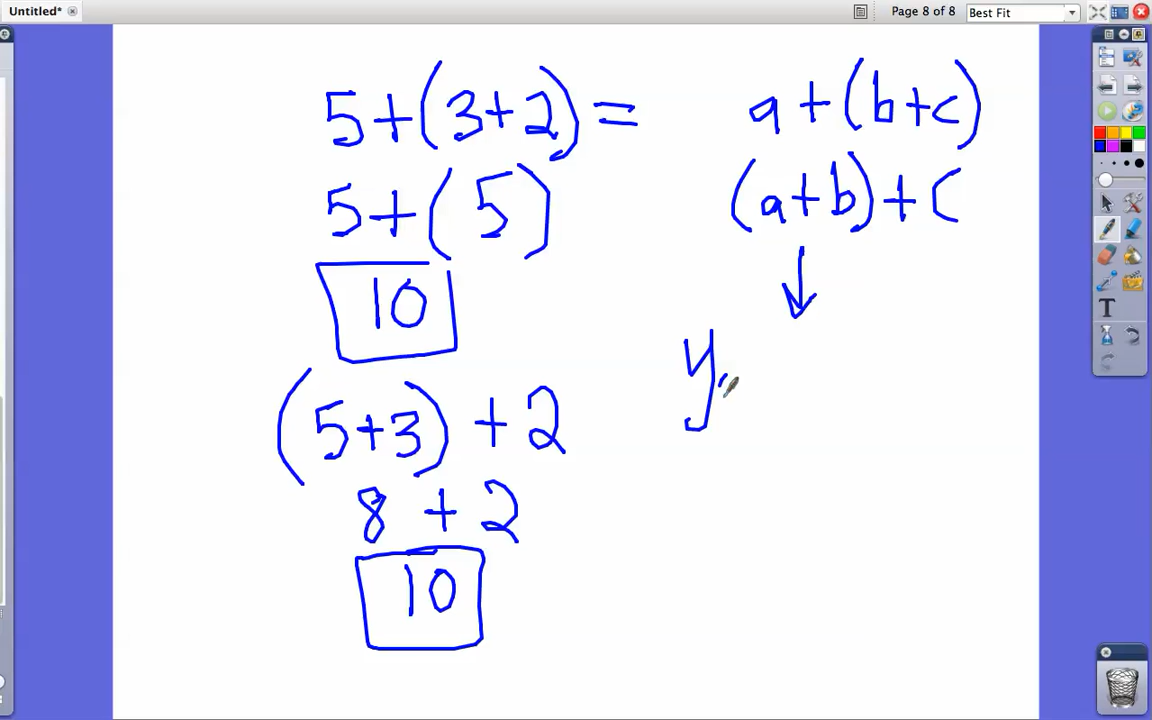 Untitled*
Page 8 of 8
Best Fit
5+(3+2)=
5+(5)
10
(5+3)+2
8+2
10
a+(b+c)
(a+b)+c
↓
y
T